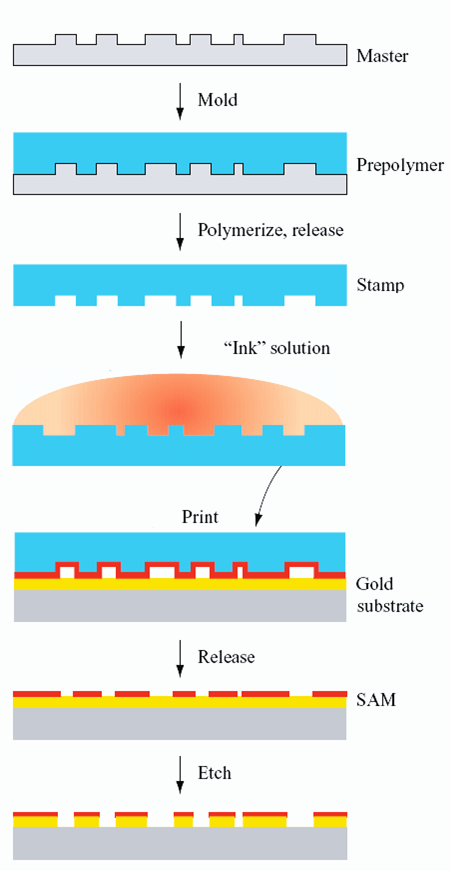 Master
Mold
Prepolymer
Polymerize, release
Stamp
“Ink” solution
Print
Gold
substrate
Release
SAM
Etch